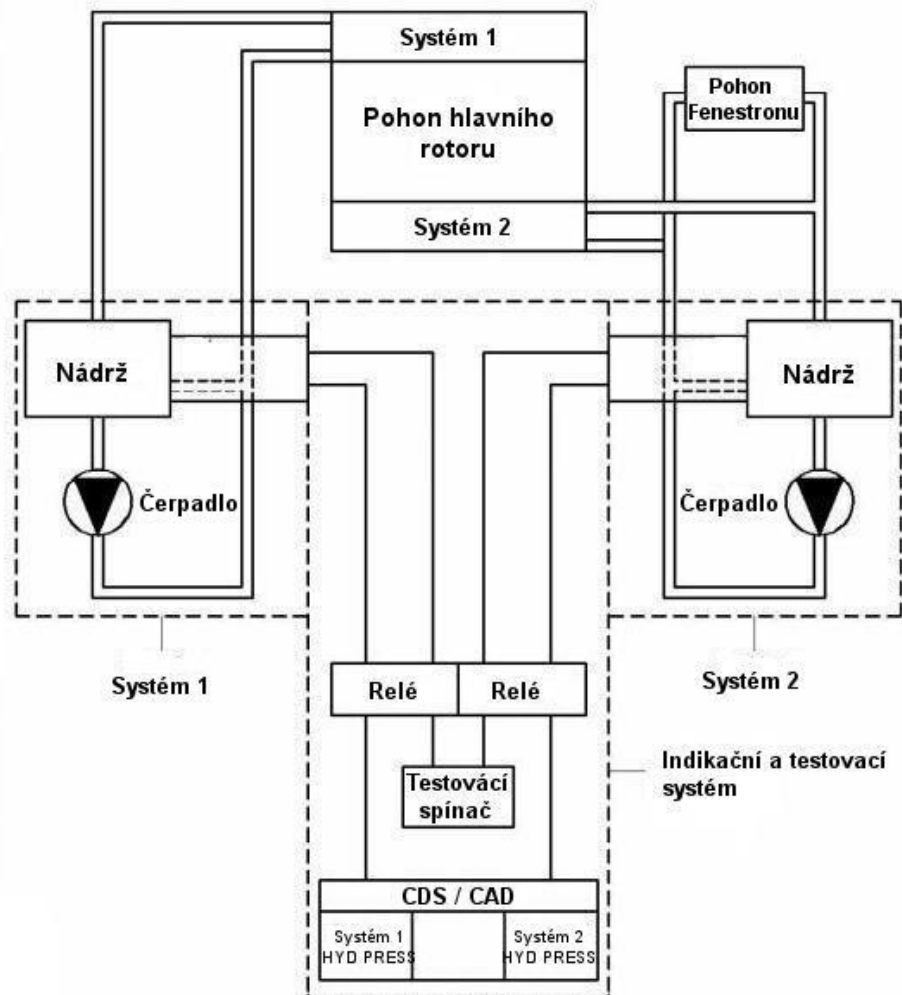 Systém 1
Pohon hlavního
rotoru
Systém 2
Pohon
Fenestronu
Nádrž
Nádrž
Čerpadlo
Čerpadlo
Systém 1
Systém 2
Relé
Relé
Testovácí
spínač
Indikační a testovací
systém
CDS / CAD
Systém 1
HYD PRESS
Systém 2
HYD PRESS